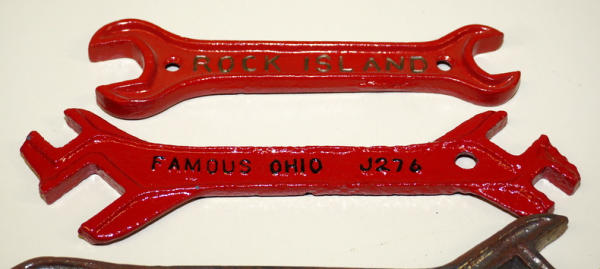 ROCK ISLAND
FAMOUS OHIO J276